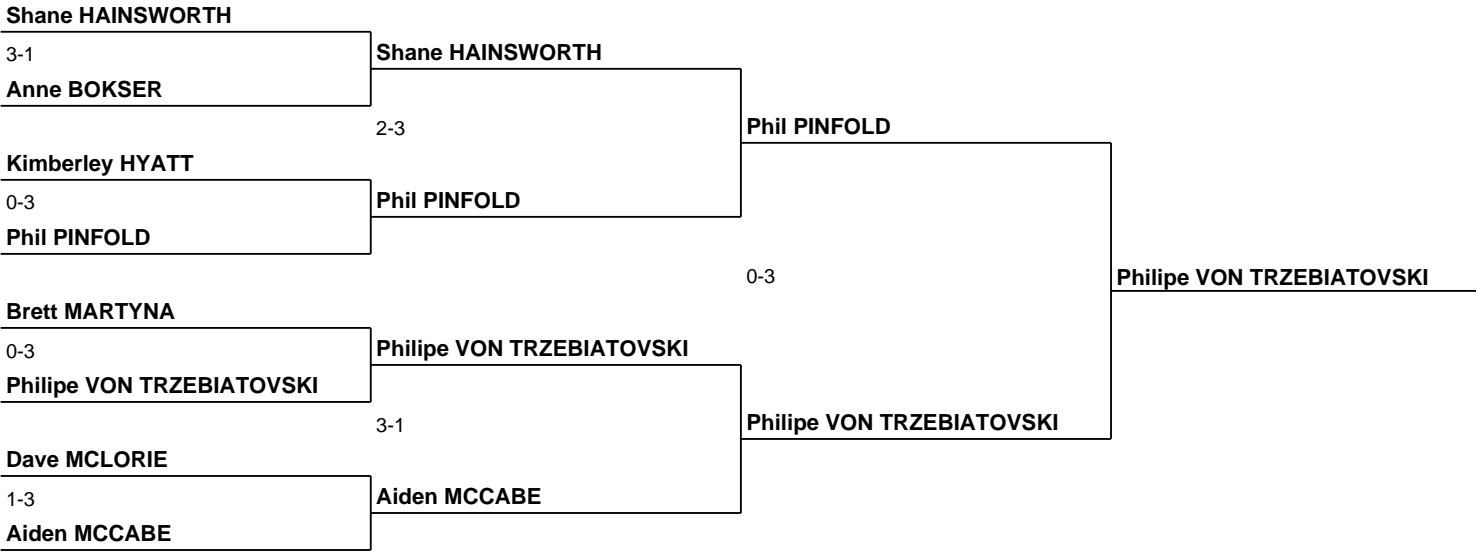 Shane HAINSWORTH
3-1
Shane HAINSWORTH
Anne BOKSER
2-3
Phil PINFOLD
Kimberley HYATT
0-3
Phil PINFOLD
Phil PINFOLD
0-3
Philipe VON TRZEBIATOVSKI
Brett MARTYNA
0-3
Philipe VON TRZEBIATOVSKI
Philipe VON TRZEBIATOVSKI
3-1
Philipe VON TRZEBIATOVSKI
Dave MCLORIE
1-3
Aiden MCCABE
Aiden MCCABE